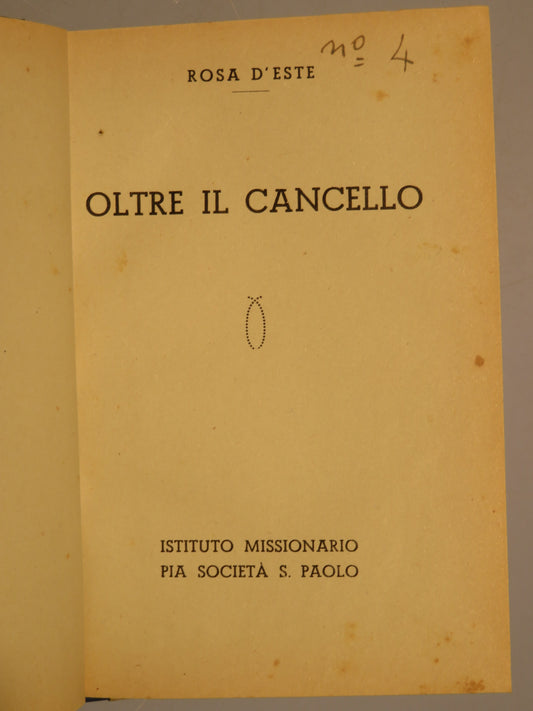 nº 4
ROSA D'ESTE
OLTRE IL CANCELLO
ISTITUTO MISSIONARIO
PIA SOCIETÀ S. PAOLO